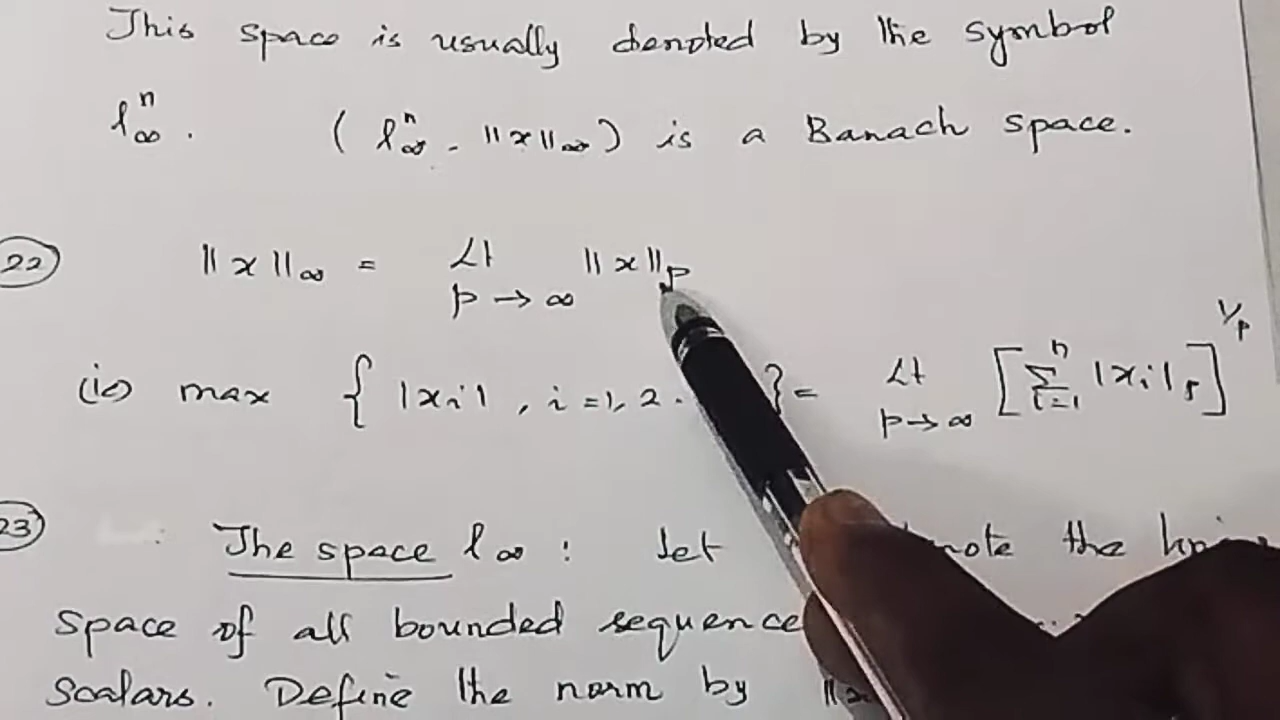 This space is usually denoted by the symbol
l∞ⁿ. (l∞ⁿ - ||x||∞) is a Banach space.
22 ||x||∞ = Lt p→∞ ||x||p
(ie) max { |xi|, i=1, 2. } = Lt p→∞ [Σ i=1 n |xi|p]^1/p
23 The space l∞ : Let the
space of all bounded sequence
scalars. Define the norm by